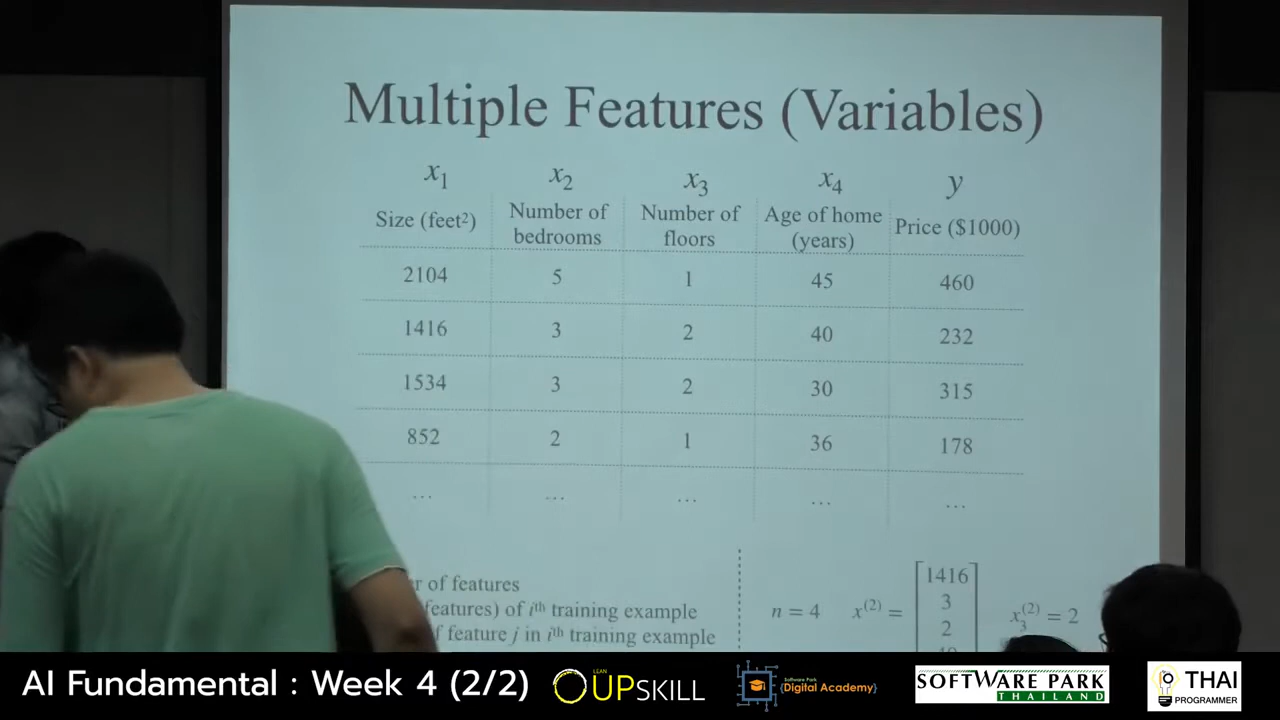 Multiple Features (Variables)
x₁ x₂ x₃ x₄ y
Size (feet²) Number of bedrooms Number of floors Age of home (years) Price ($1000)
2104 5 1 45 460
1416 3 2 40 232
1534 3 2 30 315
852 2 1 36 178
... ... ... ... ...
of features
features) of iᵗʰ training example
feature j in iᵗʰ training example
n = 4 x⁽²⁾ = [1416
3
2
x₃⁽²⁾ = 2
AI Fundamental : Week 4 (2/2)
LEAN
UPSKILL
Software Park
{Digital Academy}
SOFTWARE PARK
THAILAND
THAI
PROGRAMMER